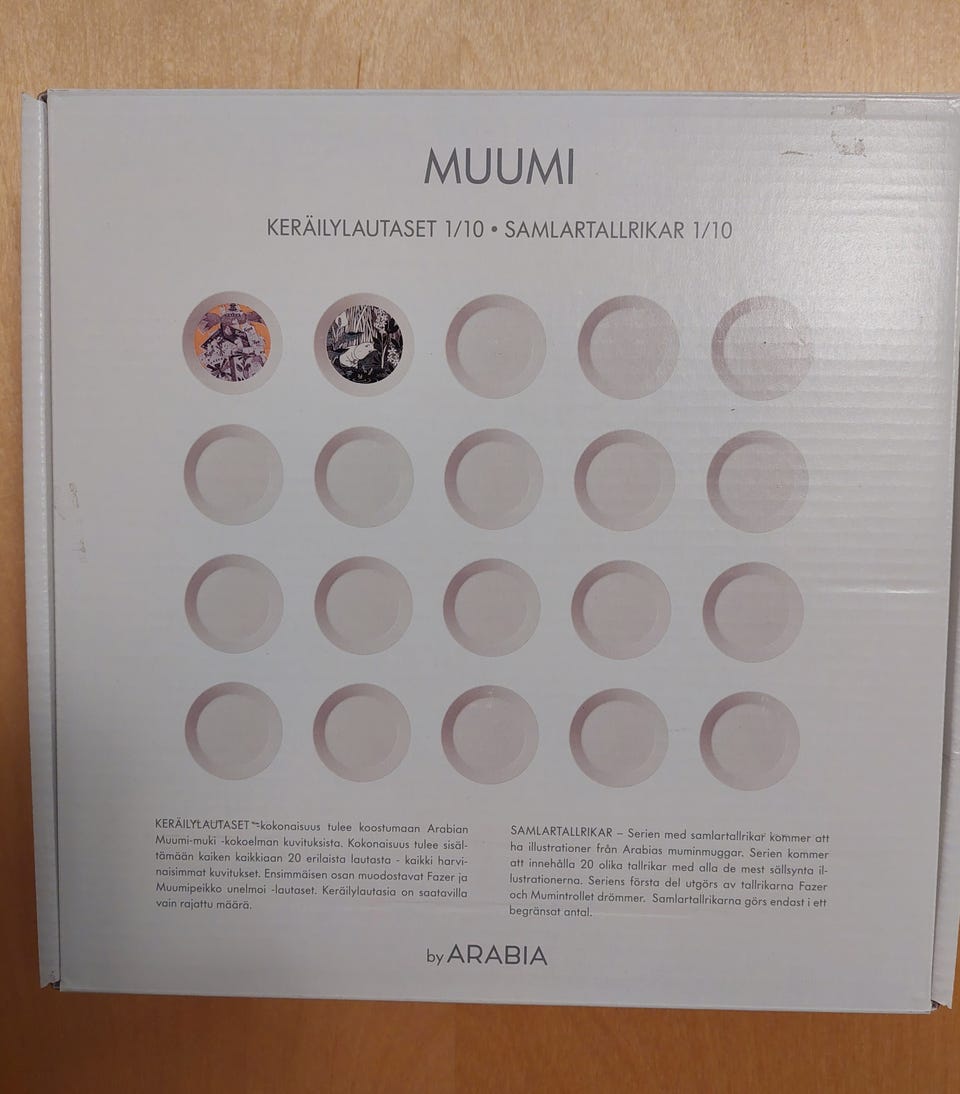 MUUMI
KERÄILYLAUTASET 1/10 • SAMLARTALLRIKAR 1/10
KERÄILYLAUTASET –kokonaisuus tulee koostumaan Arabian
Muumi-muki -kokoelman kuvituksista. Kokonaisuus tulee sisäl-
tämään kaiken kaikkiaan 20 erilaista lautasta - kaikki harvi-
naisimmat kuvitukset. Ensimmäisen osan muodostavat Fazer ja
Muumipeikko unelmoi -lautaset. Keräilylautasia on saatavilla
vain rajattu määrä.
SAMLARTALLRIKAR – Serien med samlartallrikar kommer att
ha illustrationer från Arabias muminmuggar. Serien kommer
att innehålla 20 olika tallrikar med alla de mest sällsynta il-
lustrationerna. Seriens första del utgörs av tallrikarna Fazer
och Mumintrollet drömmer. Samlartallrikarna görs endast i ett
begränsat antal.
by ARABIA